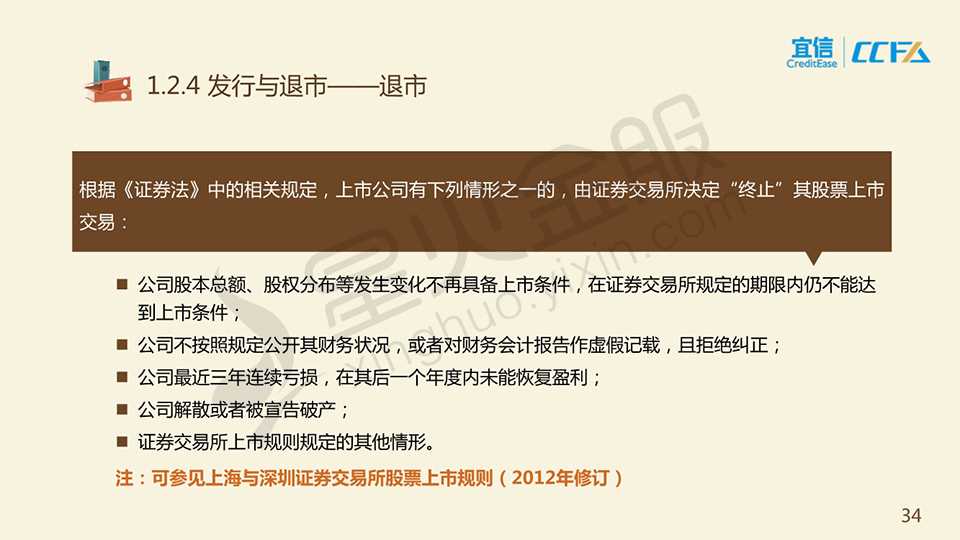 宜信
CreditEase
CCFA
1.2.4 发行与退市——退市
根据《证券法》中的相关规定，上市公司有下列情形之一的，由证券交易所决定“终止”其股票上市
交易：
■ 公司股本总额、股权分布等发生变化不再具备上市条件，在证券交易所规定的期限内仍不能达
到上市条件；
■ 公司不按照规定公开其财务状况，或者对财务会计报告作虚假记载，且拒绝纠正；
■ 公司最近三年连续亏损，在其后一个年度内未能恢复盈利；
■ 公司解散或者被宣告破产；
■ 证券交易所上市规则规定的其他情形。
注：可参见上海与深圳证券交易所股票上市规则（2012年修订）
星火金服
xinghuo.yixin.com
34